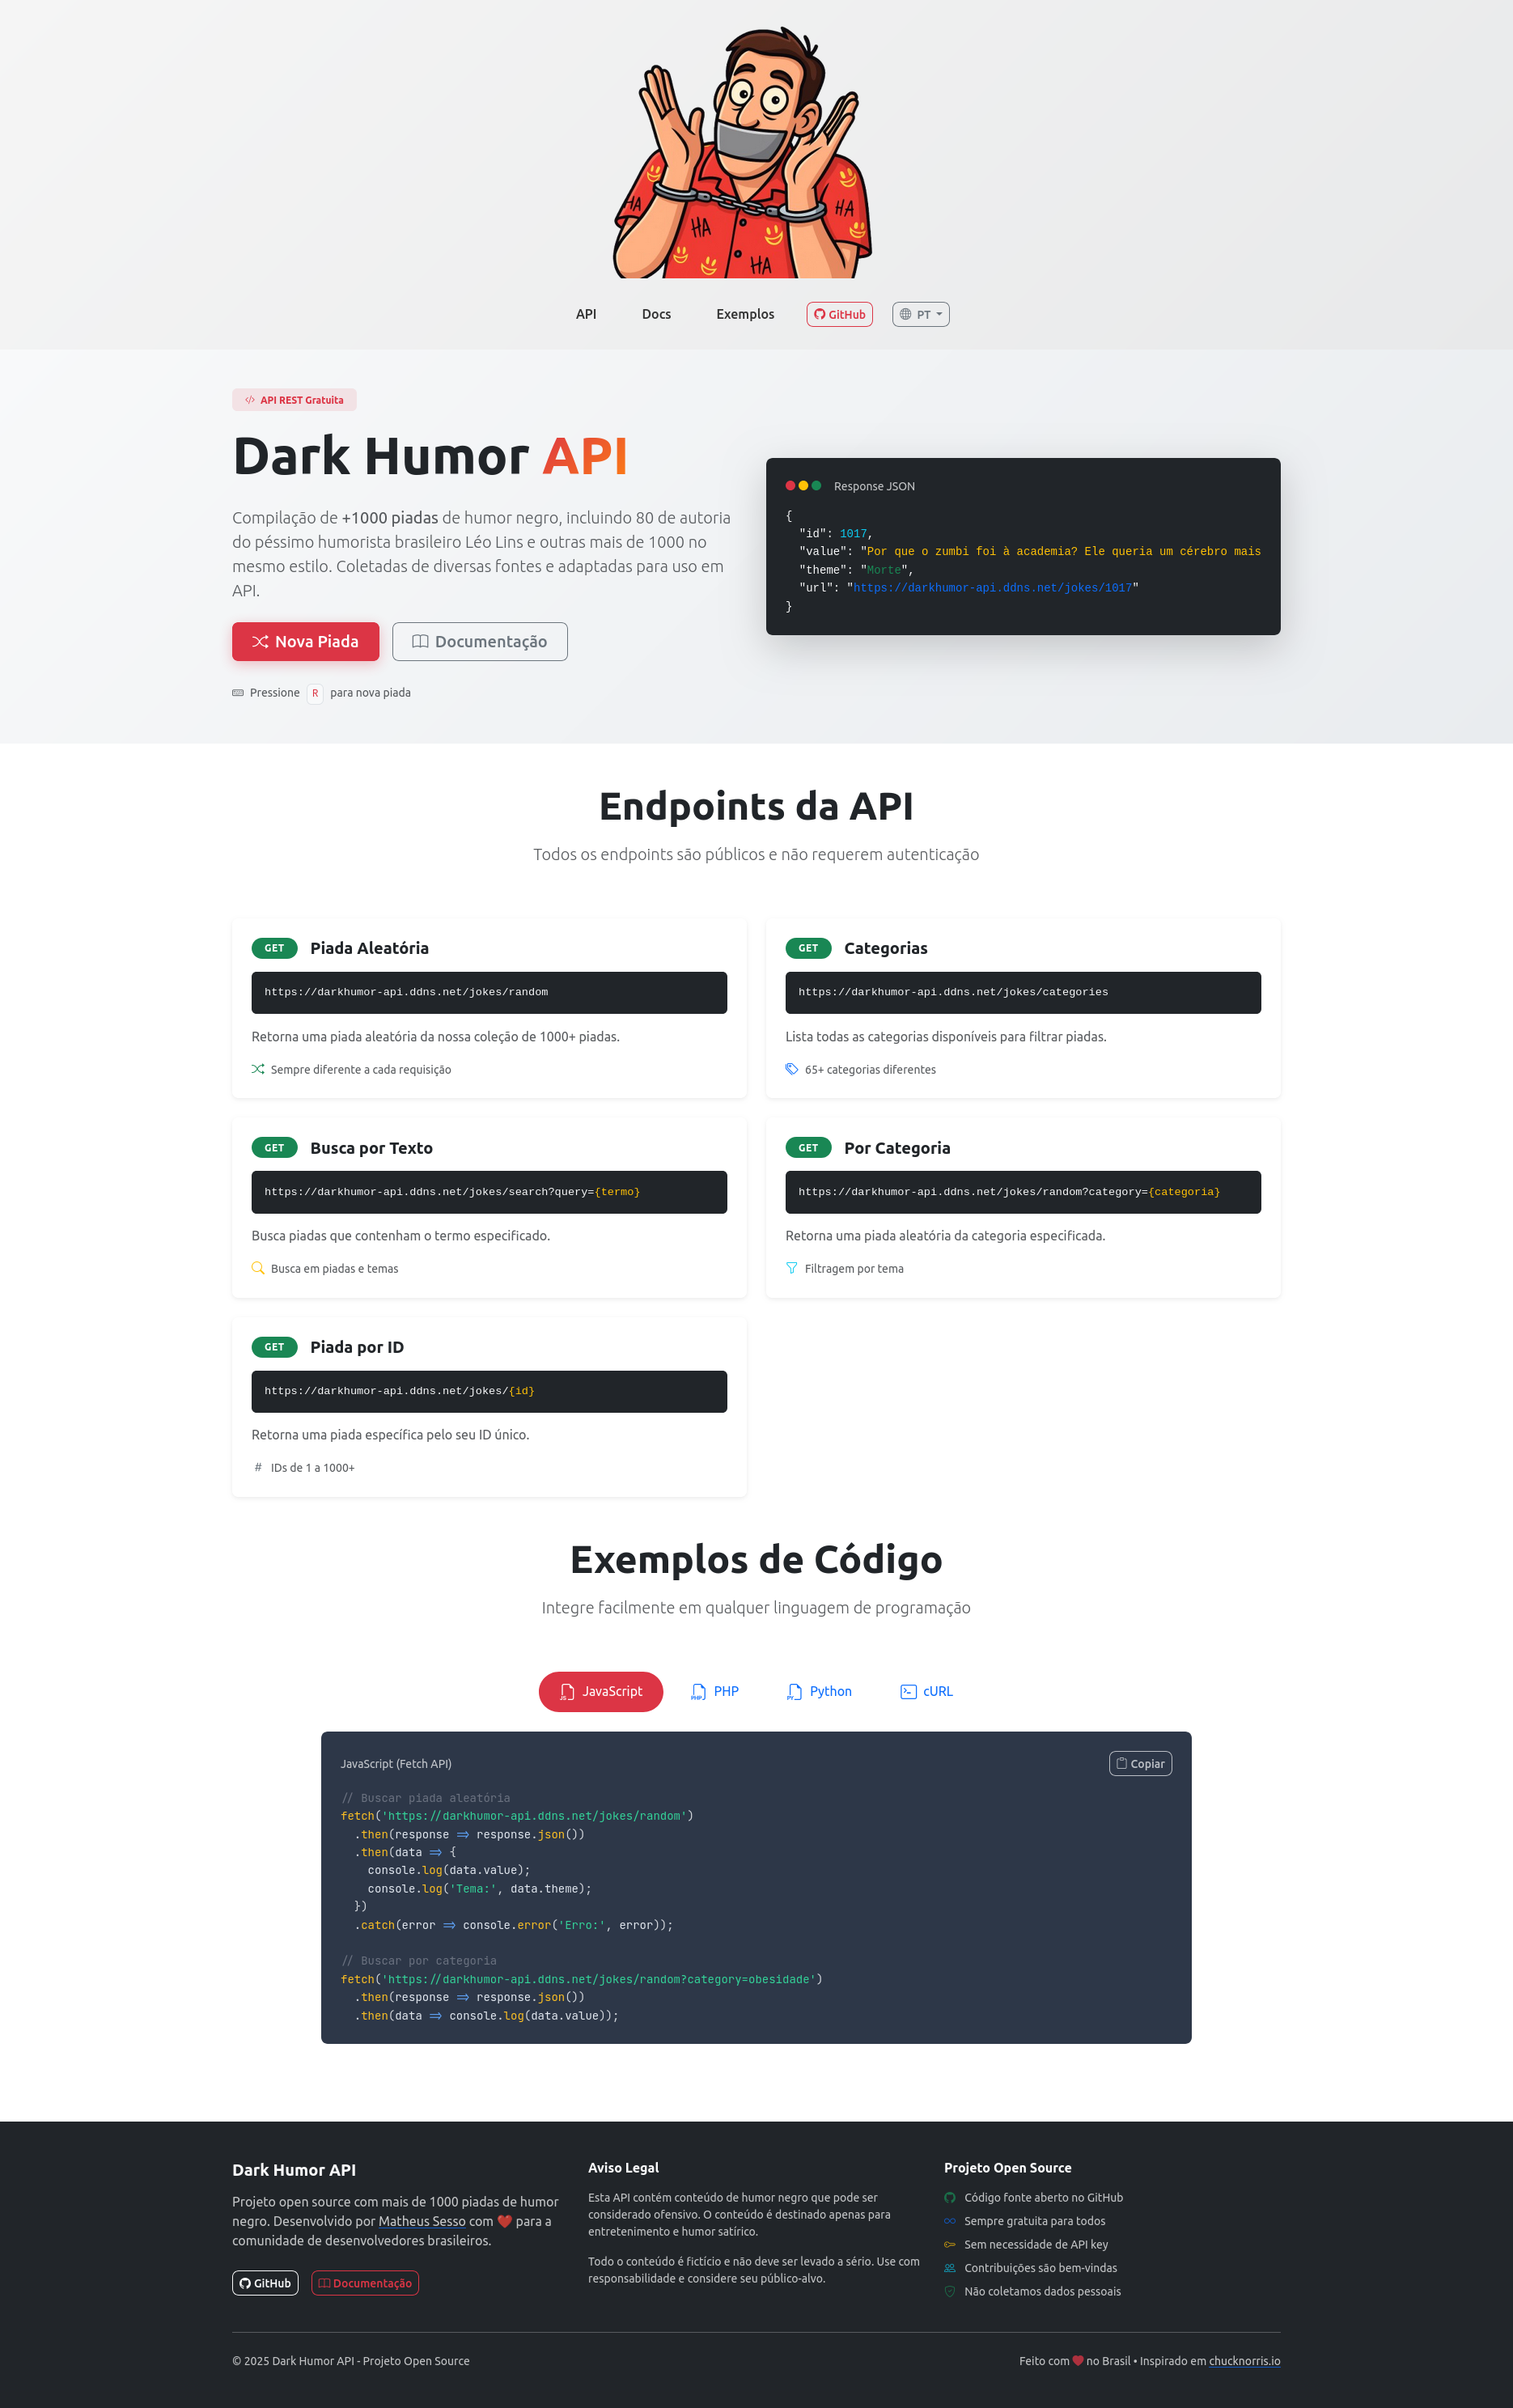 HA
HA
HA
HA
API
Docs
Exemplos
GitHub
PT
API REST Gratuita
Dark Humor API
Compilação de +1000 piadas de humor negro, incluindo 80 de autoria
do péssimo humorista brasileiro Léo Lins e outras mais de 1000 no
mesmo estilo. Coletadas de diversas fontes e adaptadas para uso em
API.
Nova Piada
Documentação
Pressione R para nova piada
Response JSON
{
  "id": 1017,
  "value": "Por que o zumbi foi à academia? Ele queria um cérebro mais
  "theme": "Morte",
  "url": "https://darkhumor-api.ddns.net/jokes/1017"
}
Endpoints da API
Todos os endpoints são públicos e não requerem autenticação
GET Piada Aleatória
https://darkhumor-api.ddns.net/jokes/random
Retorna uma piada aleatória da nossa coleção de 1000+ piadas.
Sempre diferente a cada requisição
GET Categorias
https://darkhumor-api.ddns.net/jokes/categories
Lista todas as categorias disponíveis para filtrar piadas.
65+ categorias diferentes
GET Busca por Texto
https://darkhumor-api.ddns.net/jokes/search?query={termo}
Busca piadas que contenham o termo especificado.
Busca em piadas e temas
GET Por Categoria
https://darkhumor-api.ddns.net/jokes/random?category={categoria}
Retorna uma piada aleatória da categoria especificada.
Filtragem por tema
GET Piada por ID
https://darkhumor-api.ddns.net/jokes/{id}
Retorna uma piada específica pelo seu ID único.
# IDs de 1 a 1000+
Exemplos de Código
Integre facilmente em qualquer linguagem de programação
JS JavaScript
PHP PHP
PY Python
cURL
JavaScript (Fetch API)
Copiar
// Buscar piada aleatória
fetch('https://darkhumor-api.ddns.net/jokes/random')
  .then(response => response.json())
  .then(data => {
    console.log(data.value);
    console.log('Tema:', data.theme);
  })
  .catch(error => console.error('Erro:', error));
// Buscar por categoria
fetch('https://darkhumor-api.ddns.net/jokes/random?category=obesidade')
  .then(response => response.json())
  .then(data => console.log(data.value));
Dark Humor API
Projeto open source com mais de 1000 piadas de humor
negro. Desenvolvido por Matheus Sesso com ❤️ para a
comunidade de desenvolvedores brasileiros.
GitHub
Documentação
Aviso Legal
Esta API contém conteúdo de humor negro que pode ser
considerado ofensivo. O conteúdo é destinado apenas para
entretenimento e humor satírico.
Todo o conteúdo é fictício e não deve ser levado a sério. Use com
responsabilidade e considere seu público-alvo.
Projeto Open Source
Código fonte aberto no GitHub
Sempre gratuita para todos
Sem necessidade de API key
Contribuições são bem-vindas
Não coletamos dados pessoais
© 2025 Dark Humor API - Projeto Open Source
Feito com ❤ no Brasil • Inspirado em chucknorris.io